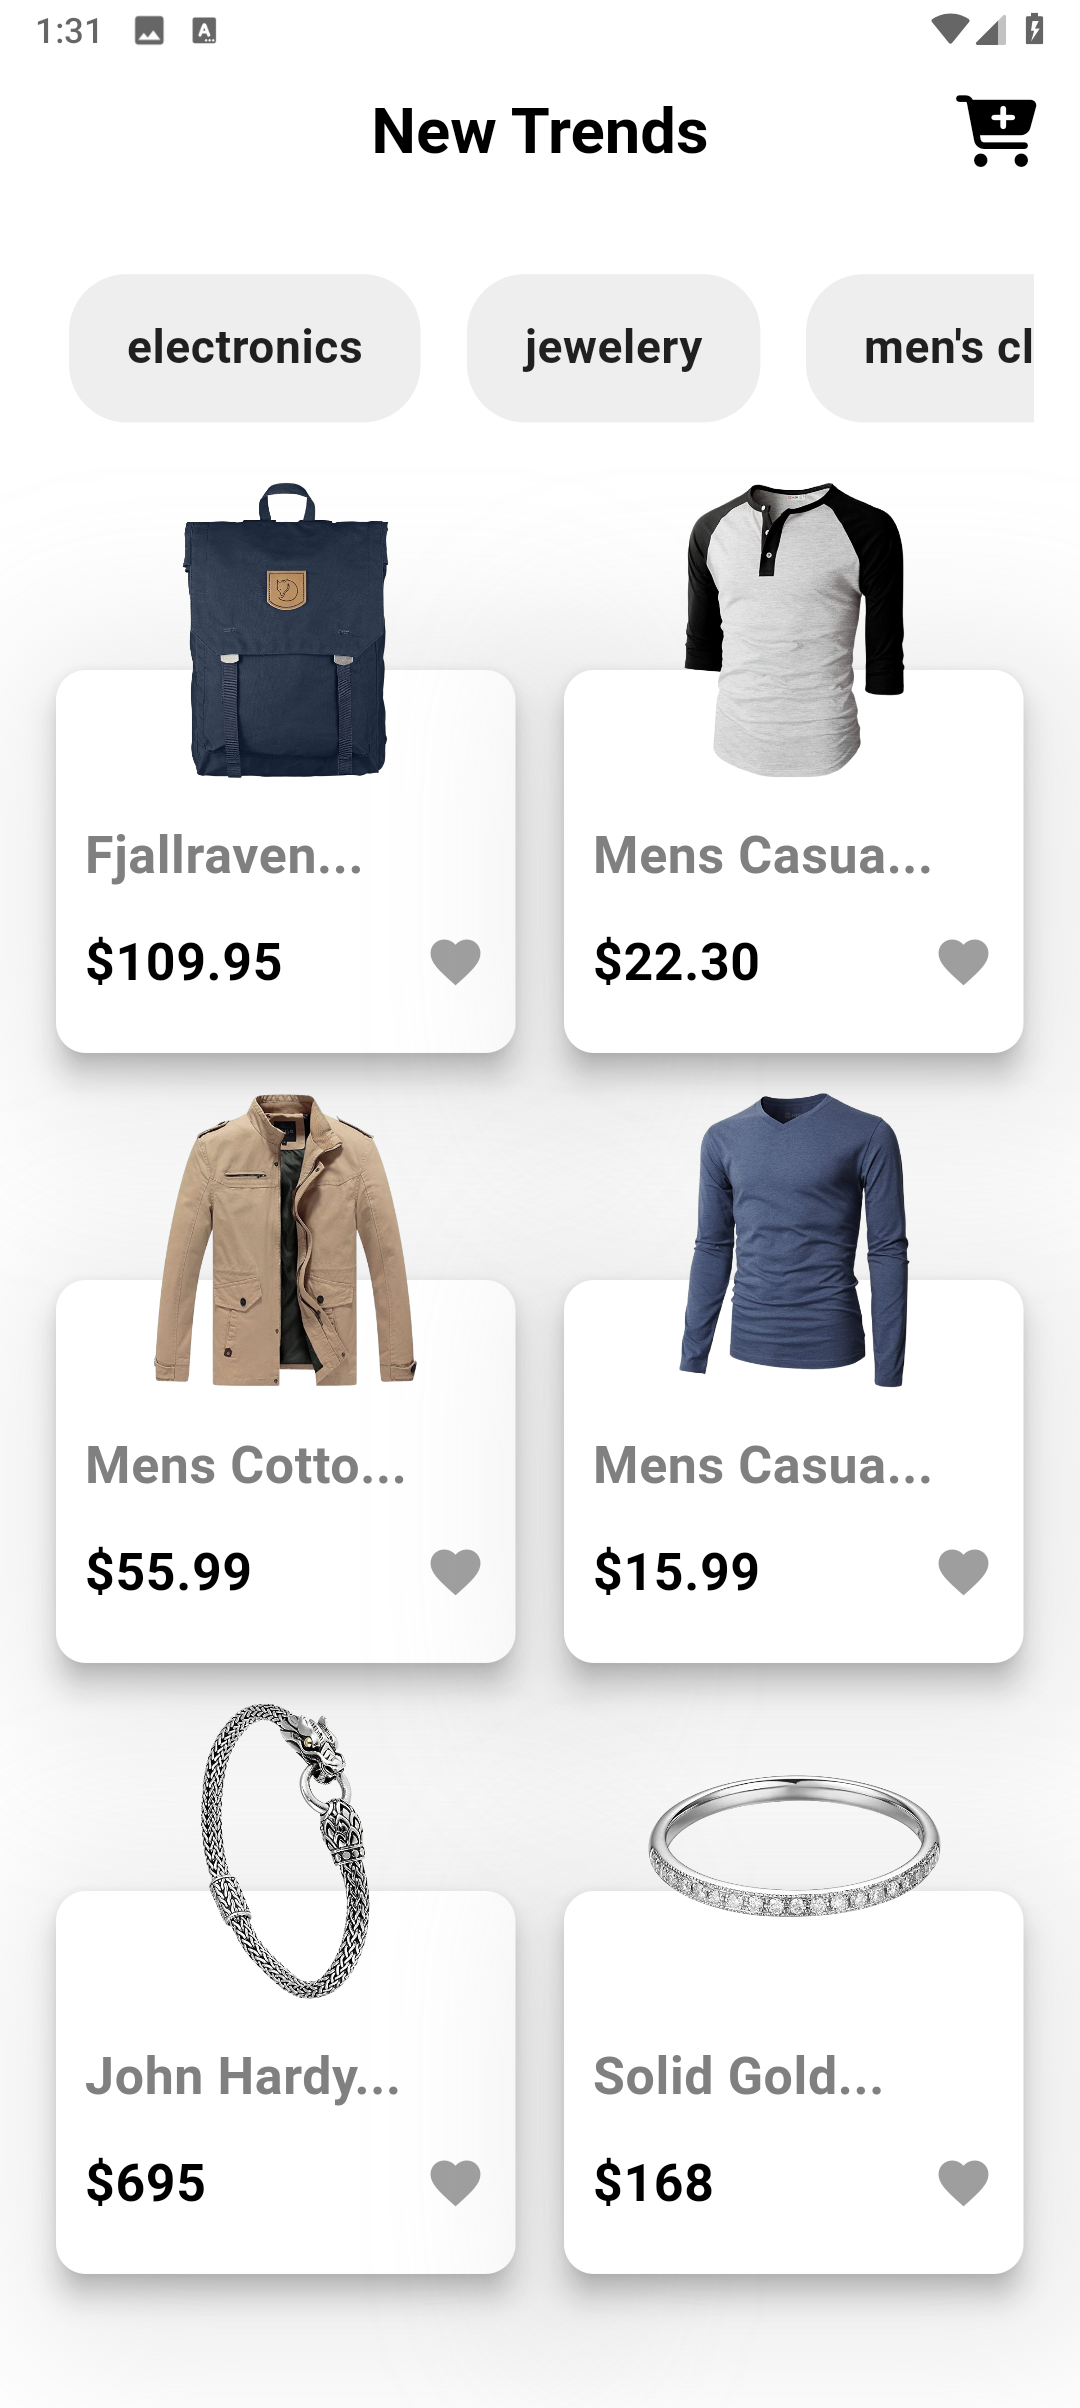 1:31
New Trends
electronics
jewelery
men's cl
Fjallraven...
Mens Casua...
$109.95
$22.30
Mens Cotto...
Mens Casua...
$55.99
$15.99
John Hardy...
Solid Gold...
$695
$168